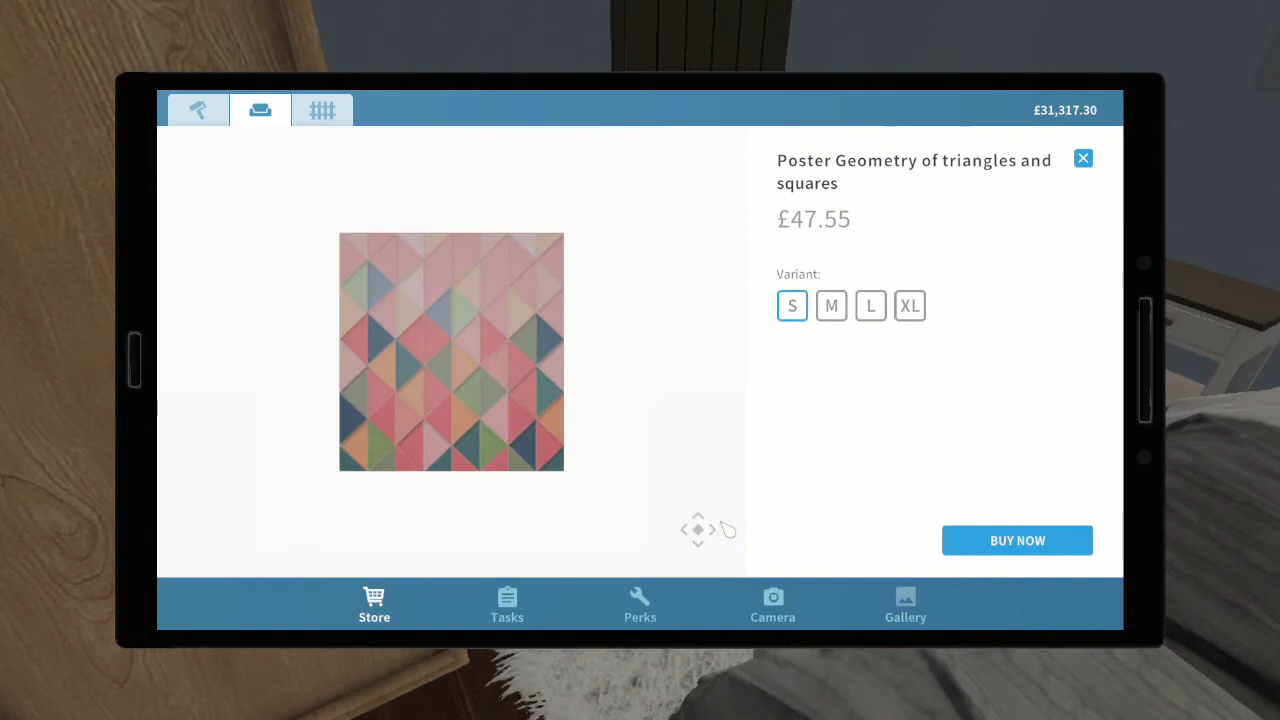 £31,317.30
Poster Geometry of triangles and
squares
£47.55
Variant:
S M L XL
BUY NOW
Store Tasks Perks Camera Gallery